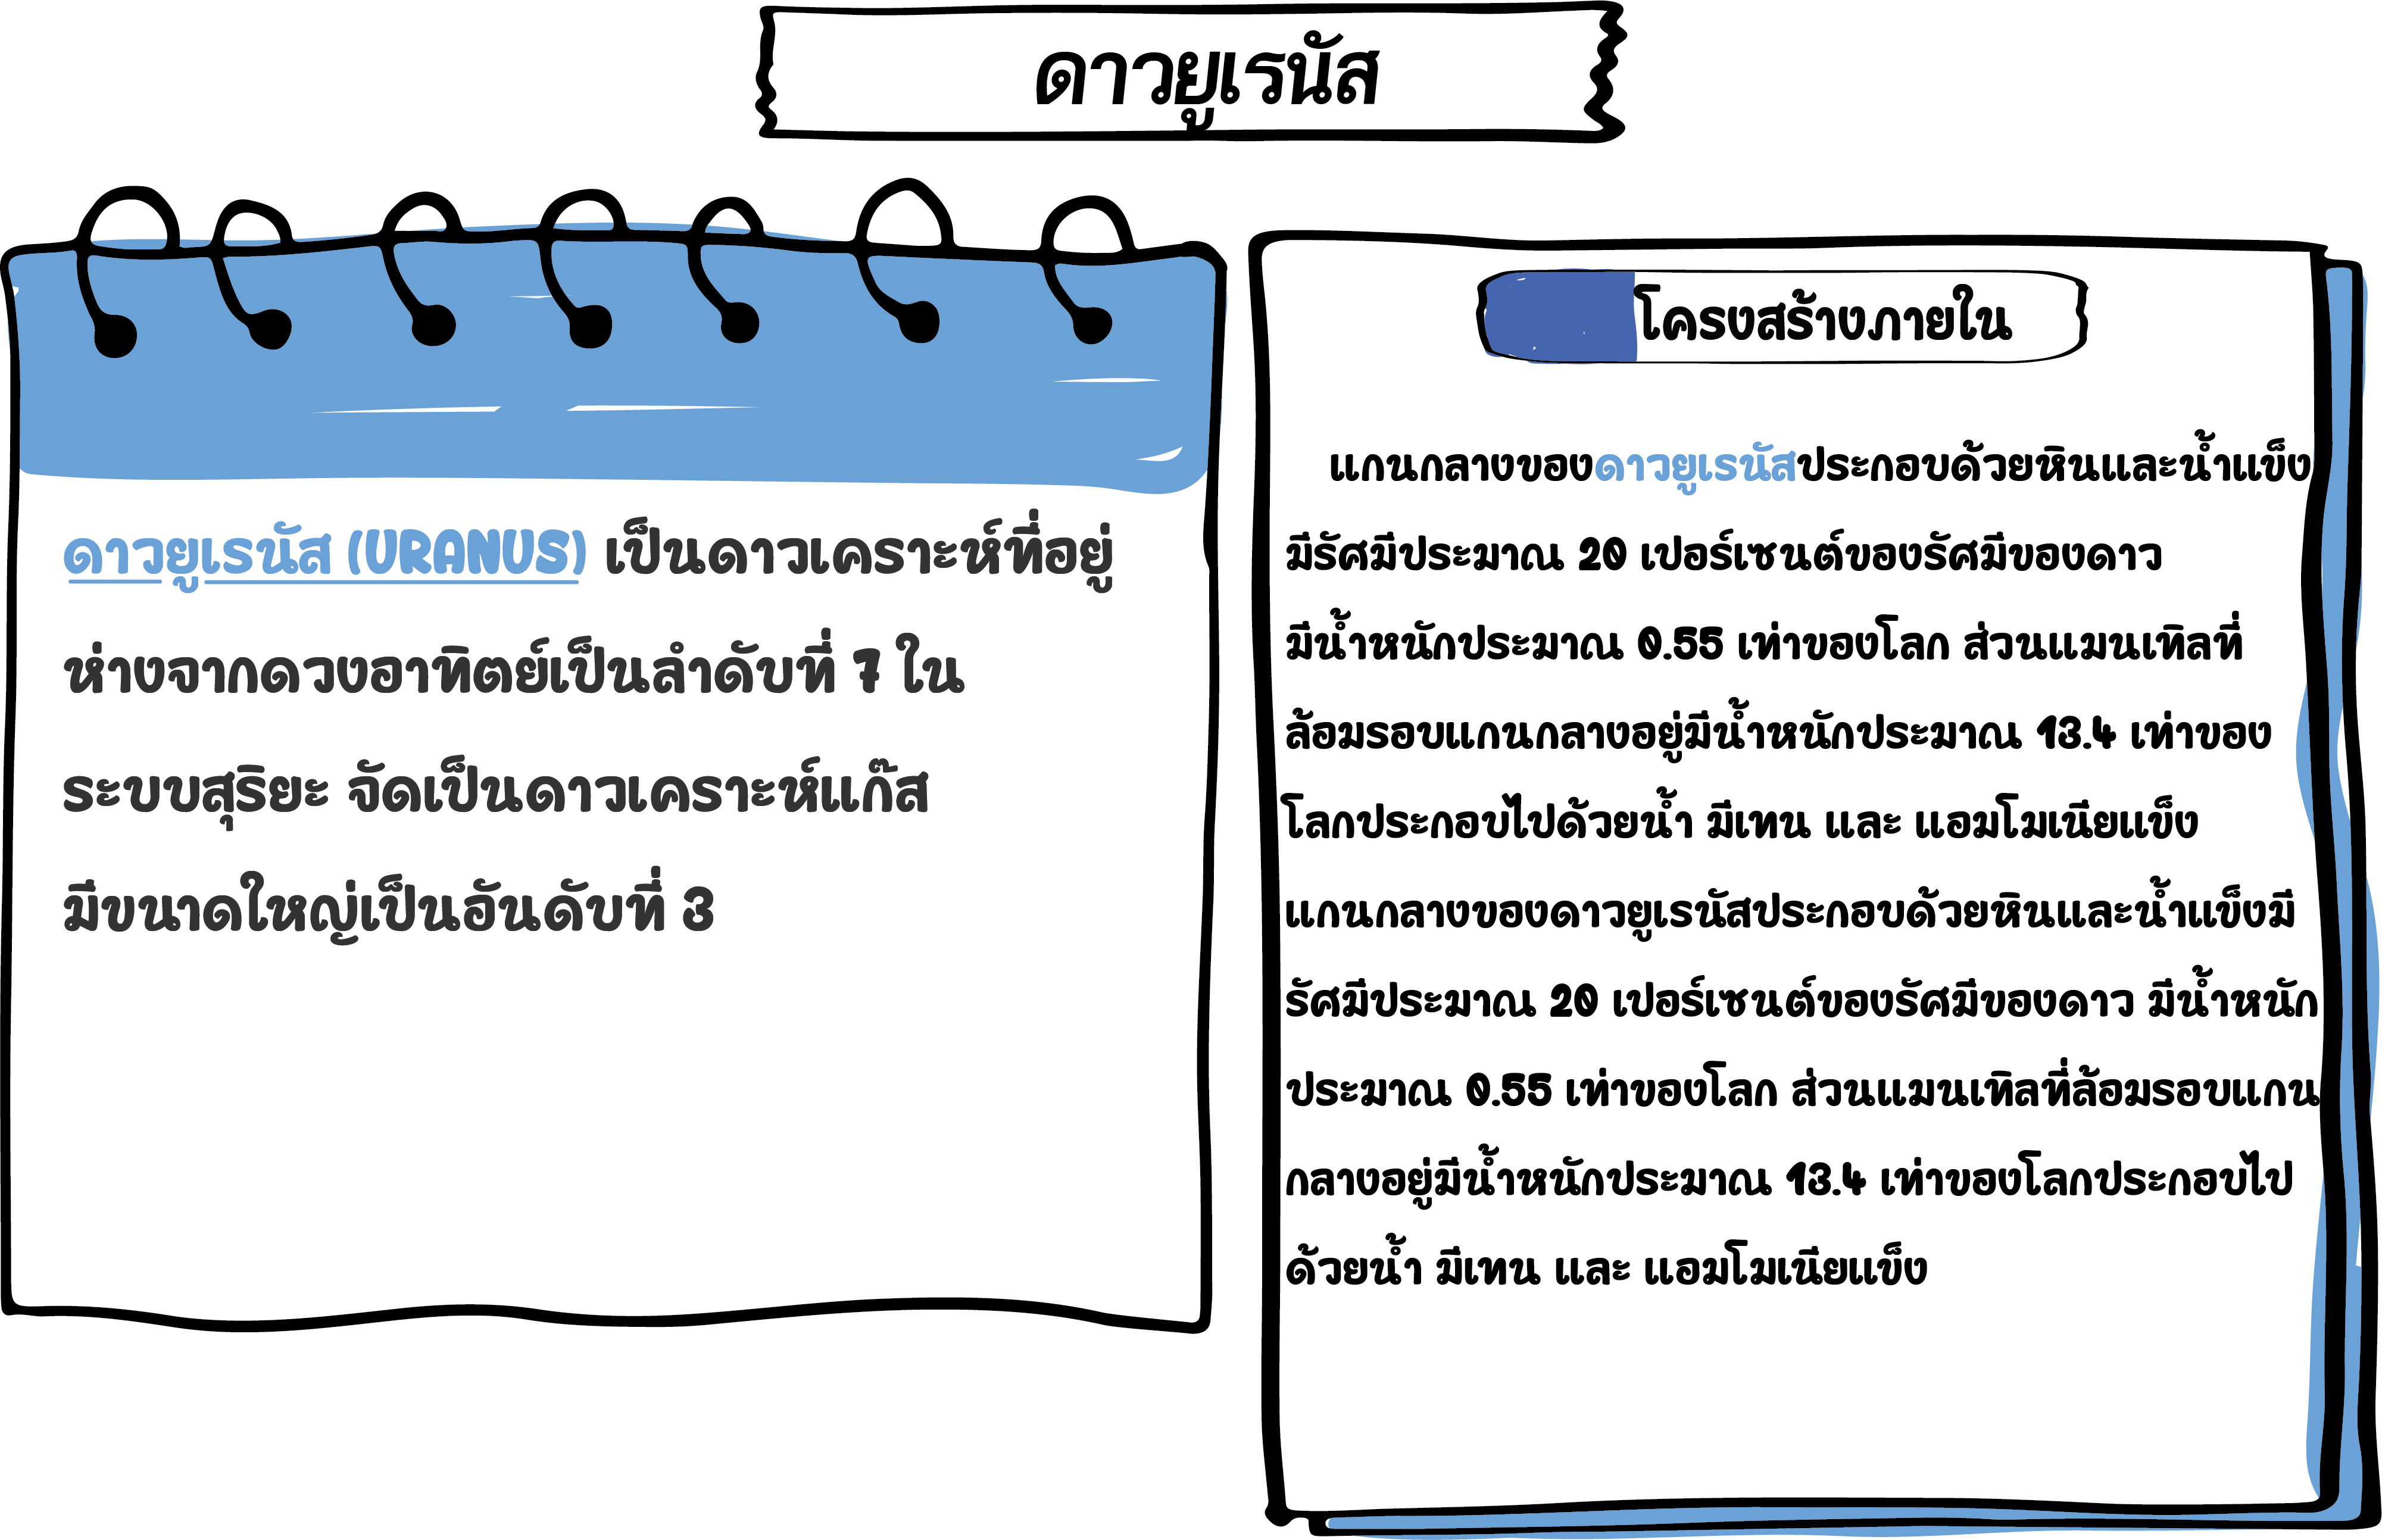 ดาวยูเรนัส
ดาวยูเรนัส (URANUS) เป็นดาวเคราะห์ที่อยู่
ห่างจากดวงอาทิตย์เป็นลำดับที่ 7 ใน
ระบบสุริยะ จัดเป็นดาวเคราะห์แก๊ส
มีขนาดใหญ่เป็นอันดับที่ 3
โครงสร้างภายใน
แกนกลางของดาวยูเรนัสประกอบด้วยหินและน้ำแข็ง
มีรัศมีประมาณ 20 เปอร์เซนต์ของรัศมีของดาว
มีน้ำหนักประมาณ 0.55 เท่าของโลก ส่วนแมนเทิลที่
ล้อมรอบแกนกลางอยู่มีน้ำหนักประมาณ 13.4 เท่าของ
โลกประกอบไปด้วยน้ำ มีเทน และ แอมโมเนียแข็ง
แกนกลางของดาวยูเรนัสประกอบด้วยหินและน้ำแข็งมี
รัศมีประมาณ 20 เปอร์เซนต์ของรัศมีของดาว มีน้ำหนัก
ประมาณ 0.55 เท่าของโลก ส่วนแมนเทิลที่ล้อมรอบแกน
กลางอยู่มีน้ำหนักประมาณ 13.4 เท่าของโลกประกอบไป
ด้วยน้ำ มีเทน และ แอมโมเนียแข็ง